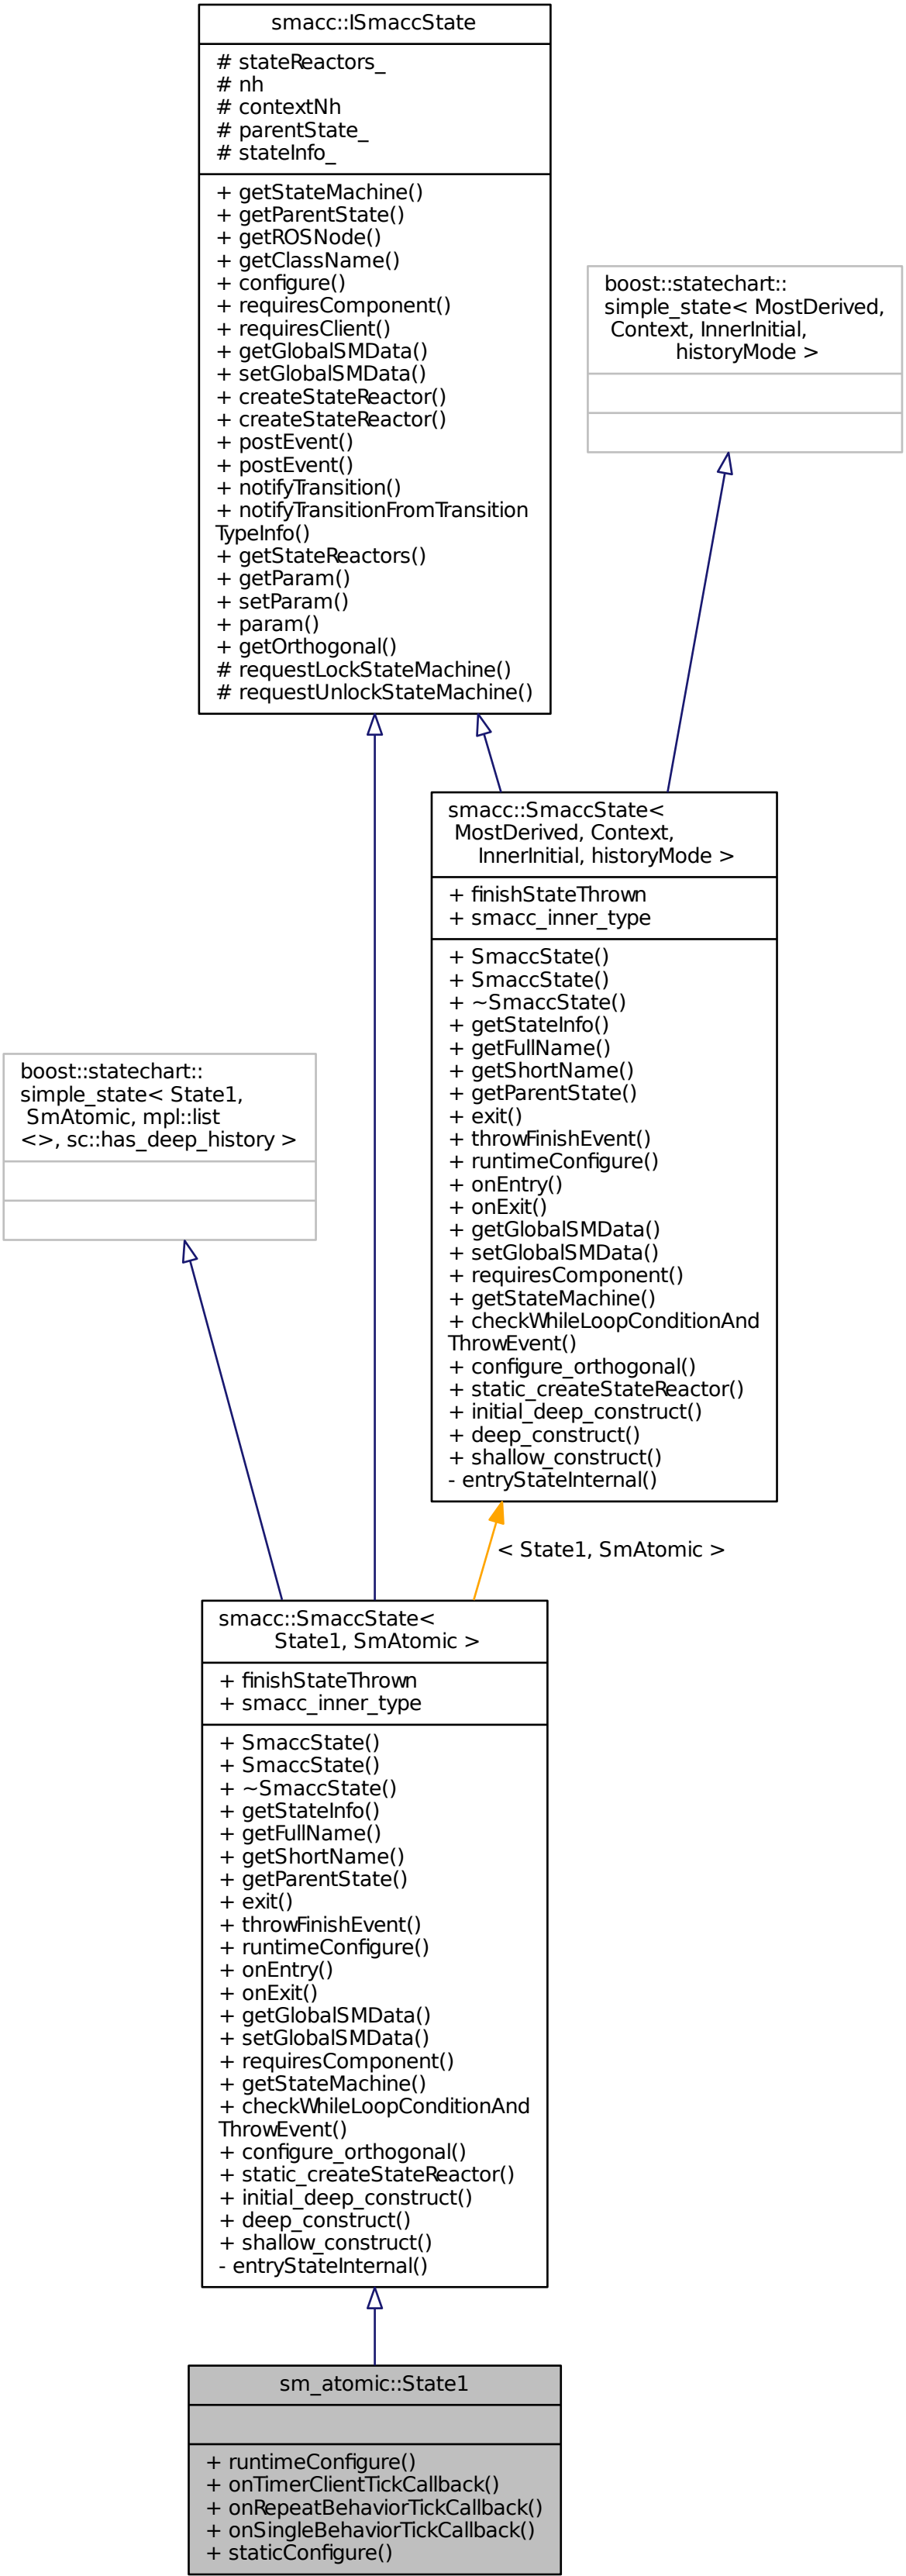 smacc::ISmaccState
# stateReactors_
# nh
# contextNh
# parentState_
# stateInfo_
+ getStateMachine()
+ getParentState()
+ getROSNode()
+ getClassName()
+ configure()
+ requiresComponent()
+ requiresClient()
+ getGlobalSMData()
+ setGlobalSMData()
+ createStateReactor()
+ createStateReactor()
+ postEvent()
+ postEvent()
+ notifyTransition()
+ notifyTransitionFromTransition
TypeInfo()
+ getStateReactors()
+ getParam()
+ setParam()
+ param()
+ getOrthogonal()
# requestLockStateMachine()
# requestUnlockStateMachine()
boost::statechart::
simple_state< MostDerived,
Context, InnerInitial,
historyMode >
smacc::SmaccState<
MostDerived, Context,
InnerInitial, historyMode >
+ finishStateThrown
+ smacc_inner_type
+ SmaccState()
+ SmaccState()
+ ~SmaccState()
+ getStateInfo()
+ getFullName()
+ getShortName()
+ getParentState()
+ exit()
+ throwFinishEvent()
+ runtimeConfigure()
+ onEntry()
+ onExit()
+ getGlobalSMData()
+ setGlobalSMData()
+ requiresComponent()
+ getStateMachine()
+ checkWhileLoopConditionAnd
ThrowEvent()
+ configure_orthogonal()
+ static_createStateReactor()
+ initial_deep_construct()
+ deep_construct()
+ shallow_construct()
- entryStateInternal()
boost::statechart::
simple_state< State1,
SmAtomic, mpl::list
<>, sc::has_deep_history >
< State1, SmAtomic >
smacc::SmaccState<
State1, SmAtomic >
+ finishStateThrown
+ smacc_inner_type
+ SmaccState()
+ SmaccState()
+ ~SmaccState()
+ getStateInfo()
+ getFullName()
+ getShortName()
+ getParentState()
+ exit()
+ throwFinishEvent()
+ runtimeConfigure()
+ onEntry()
+ onExit()
+ getGlobalSMData()
+ setGlobalSMData()
+ requiresComponent()
+ getStateMachine()
+ checkWhileLoopConditionAnd
ThrowEvent()
+ configure_orthogonal()
+ static_createStateReactor()
+ initial_deep_construct()
+ deep_construct()
+ shallow_construct()
- entryStateInternal()
sm_atomic::State1
+ runtimeConfigure()
+ onTimerClientTickCallback()
+ onRepeatBehaviorTickCallback()
+ onSingleBehaviorTickCallback()
+ staticConfigure()